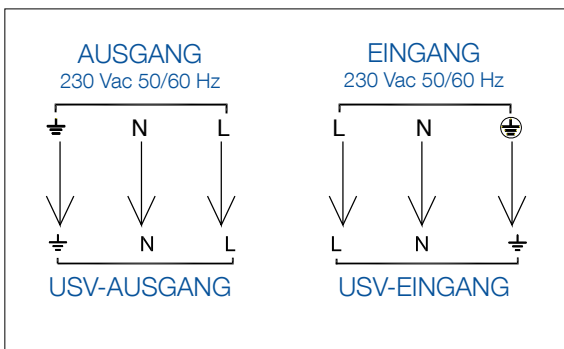 AUSGANG
230 Vac 50/60 Hz
N L
N L
USV-AUSGANG
EINGANG
230 Vac 50/60 Hz
L N
L N
USV-EINGANG